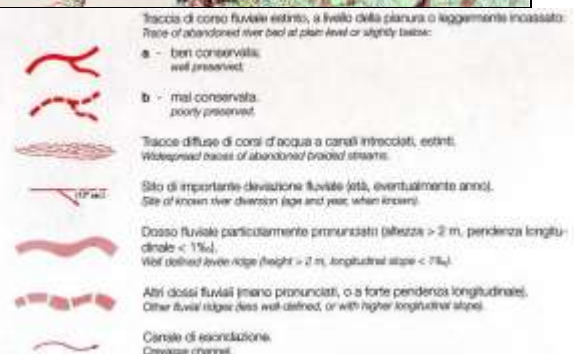 Traccia di corso fluviale estinto, a livello della pianura o leggermente incassato:
Trace of abandoned river bed at plain level or slightly below:
a - ben conservata;
well preserved;
b - mal conservata.
poorly preserved.
Tracce diffuse di corsi d'acqua a canali intrecciati, estinti.
Widespread traces of abandoned braided streams.
Sito di importante deviazione fluviale (età, eventualmente anno).
Site of known river diversion (age and year, when known).
Dosso fluviale particolarmente pronunciato (altezza > 2 m, pendenza longitu-
dinale < 1‰).
Well defined levee ridge (height > 2 m, longitudinal slope < 1‰).
Altri dossi fluviali (meno pronunciati, o a forte pendenza longitudinale).
Other fluvial ridges (less well defined, or with higher longitudinal slope).
Canale di esondazione.
Crevasse channel.